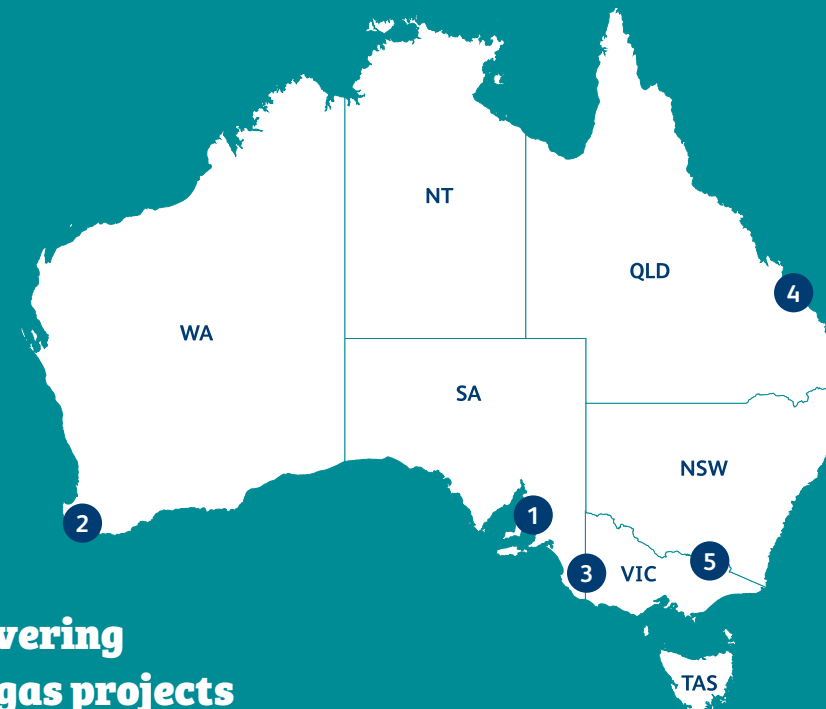 NT
QLD
4
WA
SA
NSW
1
2
5
3
VIC
vering
gas projects
TAS